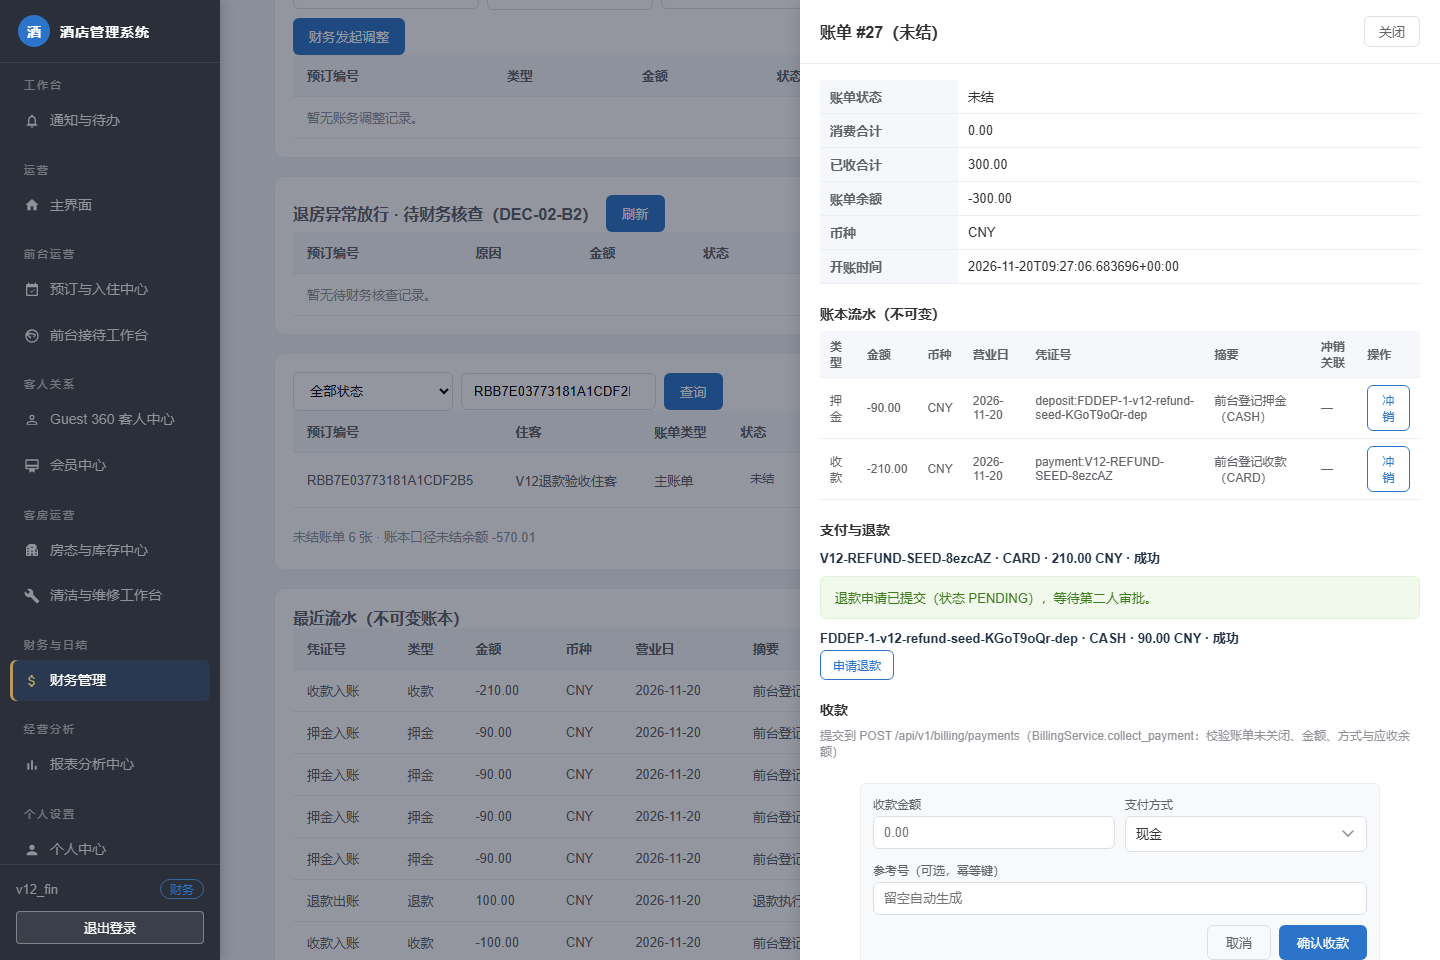 酒 酒店管理系统
工作台
通知与待办
运营
主界面
前台运营
预订与入住中心
前台接待工作台
客人关系
Guest 360 客人中心
会员中心
客房运营
房态与库存中心
清洁与维修工作台
财务与日结
财务管理
经营分析
报表分析中心
个人设置
个人中心
v12_fin 财务
退出登录
财务发起调整
预订编号 类型 金额 状态
暂无账务调整记录。
退房异常放行 · 待财务核查（DEC-02-B2） 刷新
预订编号 原因 金额 状态
暂无待财务核查记录。
全部状态 RBB7E03773181A1CDF2 查询
预订编号 住客 账单类型 状态
RBB7E03773181A1CDF2B5 V12退款验收住客 主账单 未结
未结账单 6 张 · 账本口径未结余额 -570.01
最近流水（不可变账本）
凭证号 类型 金额 币种 营业日 摘要
收款入账 收款 -210.00 CNY 2026-11-20 前台登记
押金入账 押金 -90.00 CNY 2026-11-20 前台登记
押金入账 押金 -90.00 CNY 2026-11-20 前台登记
押金入账 押金 -90.00 CNY 2026-11-20 前台登记
押金入账 押金 -90.00 CNY 2026-11-20 前台登记
退款出账 退款 100.00 CNY 2026-11-20 退款执行
收款入账 收款 -100.00 CNY 2026-11-20 前台登记
账单 #27（未结） 关闭
账单状态 未结
消费合计 0.00
已收合计 300.00
账单余额 -300.00
币种 CNY
开账时间 2026-11-20T09:27:06.683696+00:00
账本流水（不可变）
类型 金额 币种 营业日 凭证号 摘要 冲销关联 操作
押金 -90.00 CNY 2026-11-20 deposit:FDDEP-1-v12-refund-seed-KGoT9oQr-dep 前台登记押金（CASH） — 冲销
收款 -210.00 CNY 2026-11-20 payment:V12-REFUND-SEED-8ezcAZ 前台登记收款（CARD） — 冲销
支付与退款
V12-REFUND-SEED-8ezcAZ · CARD · 210.00 CNY · 成功
退款申请已提交（状态 PENDING），等待第二人审批。
FDDEP-1-v12-refund-seed-KGoT9oQr-dep · CASH · 90.00 CNY · 成功
申请退款
收款
提交到 POST /api/v1/billing/payments（BillingService.collect_payment：校验账单未关闭、金额、方式与应收余
额）
收款金额 支付方式
0.00 现金
参考号（可选，幂等键）
留空自动生成
取消 确认收款